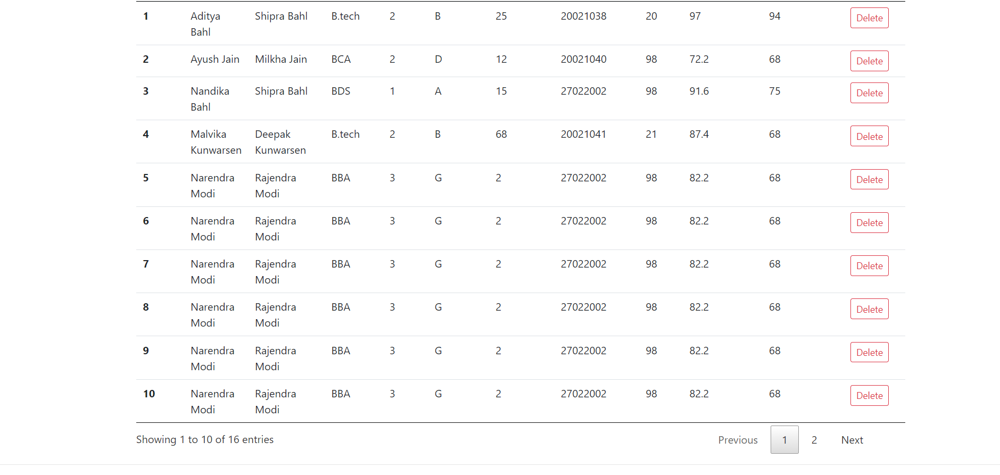 1 Aditya Bahl Shipra Bahl B.tech 2 B 25 20021038 20 97 94 Delete
2 Ayush Jain Milkha Jain BCA 2 D 12 20021040 98 72.2 68 Delete
3 Nandika Bahl Shipra Bahl BDS 1 A 15 27022002 98 91.6 75 Delete
4 Malvika Kunwarsen Deepak Kunwarsen B.tech 2 B 68 20021041 21 87.4 68 Delete
5 Narendra Modi Rajendra Modi BBA 3 G 2 27022002 98 82.2 68 Delete
6 Narendra Modi Rajendra Modi BBA 3 G 2 27022002 98 82.2 68 Delete
7 Narendra Modi Rajendra Modi BBA 3 G 2 27022002 98 82.2 68 Delete
8 Narendra Modi Rajendra Modi BBA 3 G 2 27022002 98 82.2 68 Delete
9 Narendra Modi Rajendra Modi BBA 3 G 2 27022002 98 82.2 68 Delete
10 Narendra Modi Rajendra Modi BBA 3 G 2 27022002 98 82.2 68 Delete
Showing 1 to 10 of 16 entries Previous 1 2 Next